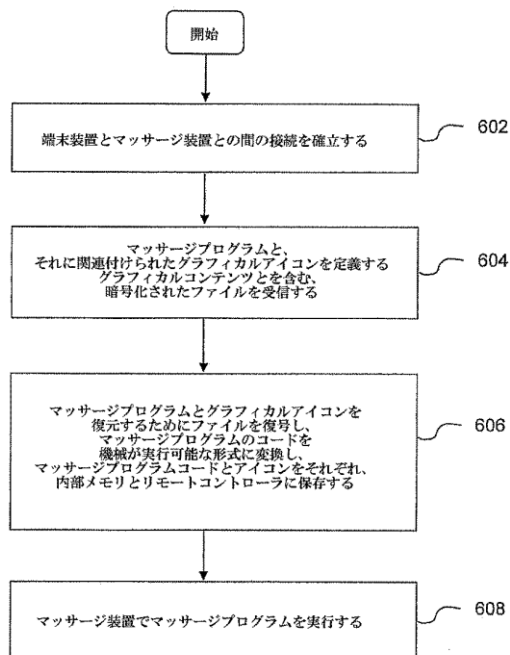 開始
端末装置とマッサージ装置との間の接続を確立する
602
マッサージプログラムと、
それに関連付けられたグラフィカルアイコンを定義する
グラフィカルコンテンツとを含む、
暗号化されたファイルを受信する
604
マッサージプログラムとグラフィカルアイコンを
復元するためにファイルを復号し、
マッサージプログラムのコードを
機械が実行可能な形式に変換し、
マッサージプログラムコードとアイコンをそれぞれ、
内部メモリとリモートコントローラに保存する
606
マッサージ装置でマッサージプログラムを実行する
608